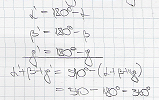 α' = 180° - α
β' = 180° - β
γ' = 180° - γ
α' + β' + γ' = 540° - (α + β + γ)
= 540 - 180° = 360°